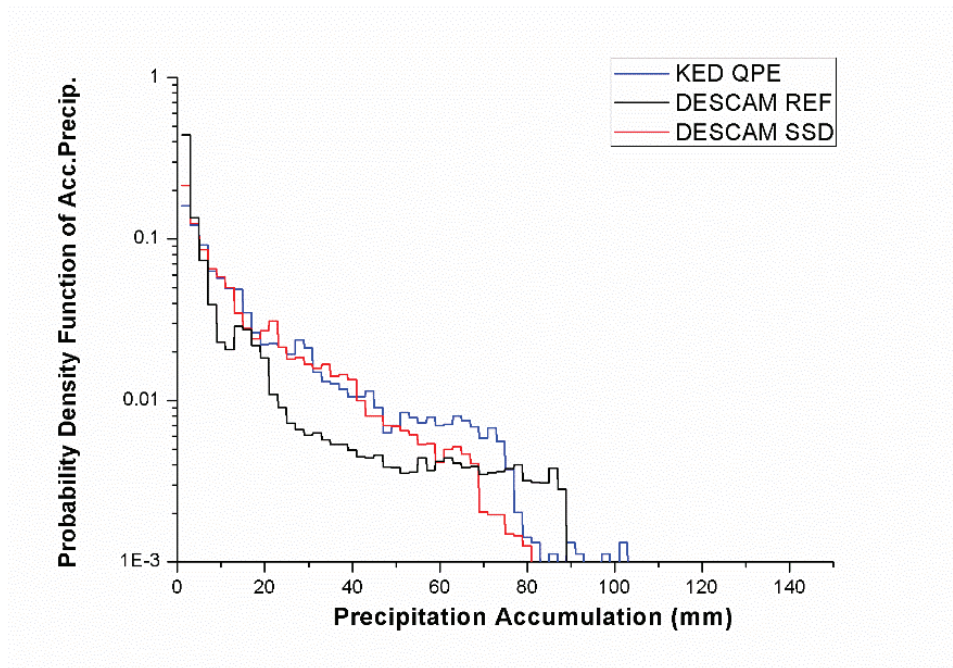 Probability Density Function of Acc.Precip.
1
0.1
0.01
1E-3
KED QPE
DESCAM REF
DESCAM SSD
0 20 40 60 80 100 120 140
Precipitation Accumulation (mm)